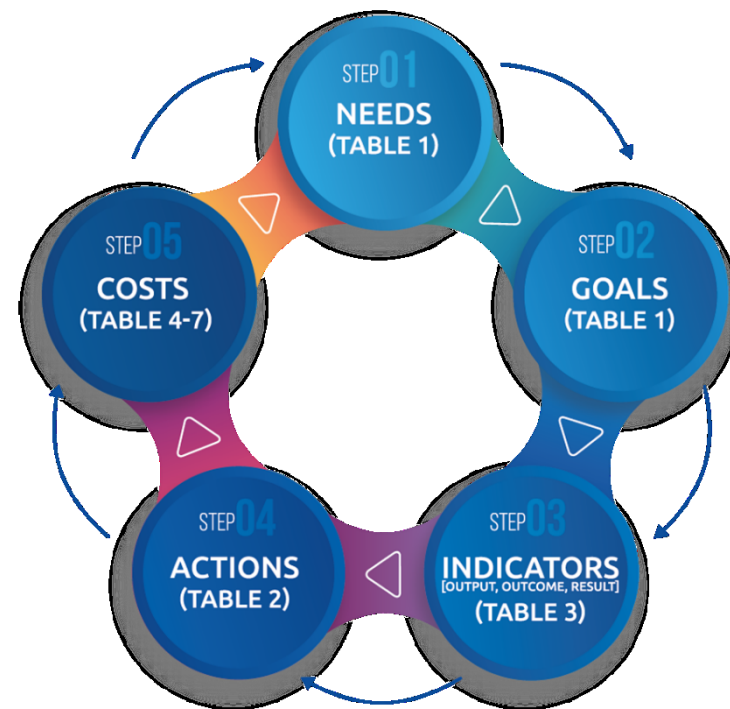 STEP01
NEEDS
(TABLE 1)
STEP02
GOALS
(TABLE 1)
STEP03
INDICATORS
[OUTPUT, OUTCOME, RESULT]
(TABLE 3)
STEP04
ACTIONS
(TABLE 2)
STEP05
COSTS
(TABLE 4-7)